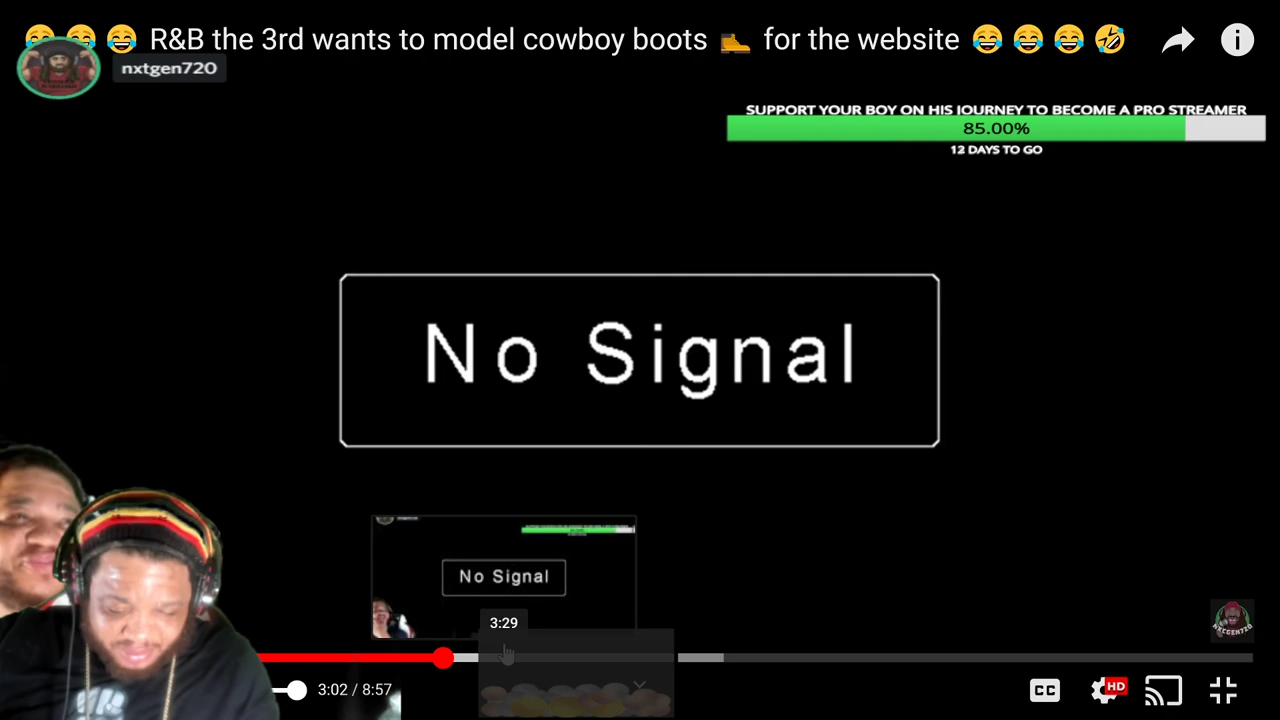 😂 😂 😂 R&B the 3rd wants to model cowboy boots 🥾 for the website 😂 😂 😂 🤣
nxtgen720
SUPPORT YOUR BOY ON HIS JOURNEY TO BECOME A PRO STREAMER
85.00%
12 DAYS TO GO
No Signal
No Signal
3:29
NXTGEN720
3:02 / 8:57
CC
HD